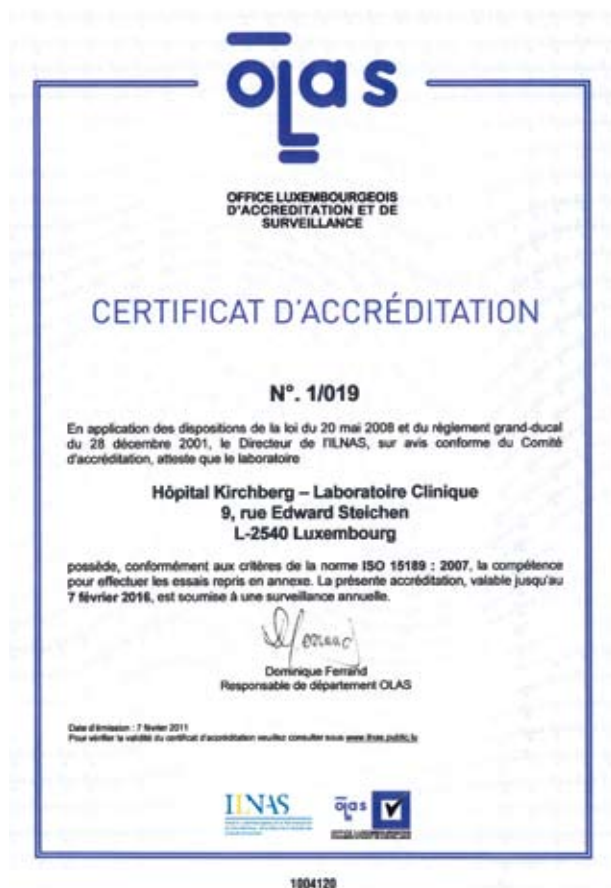 OLAS
OFFICE LUXEMBOURGEOIS
D'ACCREDITATION ET DE
SURVEILLANCE
CERTIFICAT D'ACCRÉDITATION
N°. 1/019
En application des dispositions de la loi du 20 mai 2008 et du règlement grand-ducal
du 28 décembre 2001, le Directeur de l'ILNAS, sur avis conforme du Comité
d'accréditation, atteste que le laboratoire
Hôpital Kirchberg – Laboratoire Clinique
9, rue Edward Steichen
L-2540 Luxembourg
possède, conformément aux critères de la norme ISO 15189 : 2007, la compétence
pour effectuer les essais repris en annexe. La présente accréditation, valable jusqu'au
7 février 2016, est soumise à une surveillance annuelle.
Dominique Ferrand
Responsable de département OLAS
Date d'émission : 7 février 2011
Pour vérifier la validité du certificat d'accréditation veuillez consulter sous www.ilnas.public.lu
ILNAS
OLAS
1004120